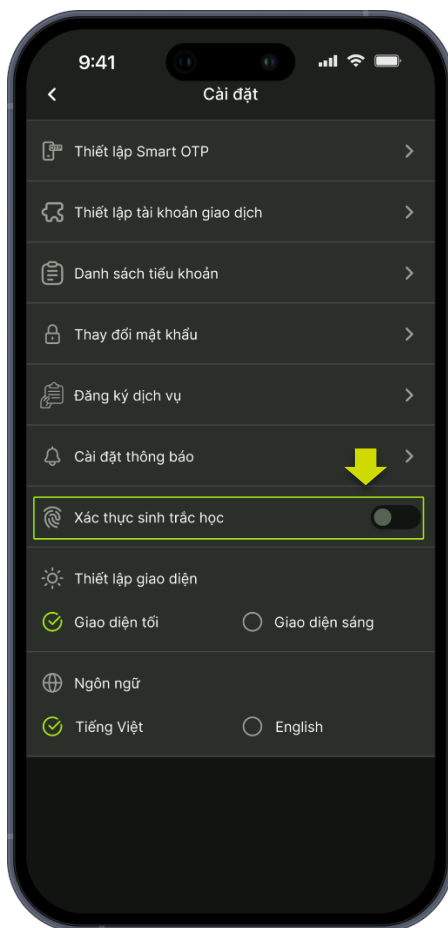 9:41
Cài đặt
Thiết lập Smart OTP
Thiết lập tài khoản giao dịch
Danh sách tiểu khoản
Thay đổi mật khẩu
Đăng ký dịch vụ
Cài đặt thông báo
Xác thực sinh trắc học
Thiết lập giao diện
Giao diện tối Giao diện sáng
Ngôn ngữ
Tiếng Việt English